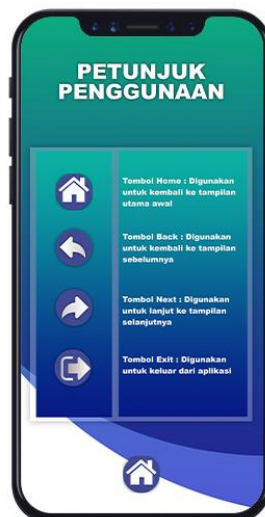 PETUNJUK
PENGGUNAAN
Tombol Home : Digunakan
untuk kembali ke tampilan
utama awal
Tombol Back : Digunakan
untuk kembali ke tampilan
sebelumnya
Tombol Next : Digunakan
untuk lanjut ke tampilan
selanjutnya
Tombol Exit : Digunakan
untuk keluar dari aplikasi